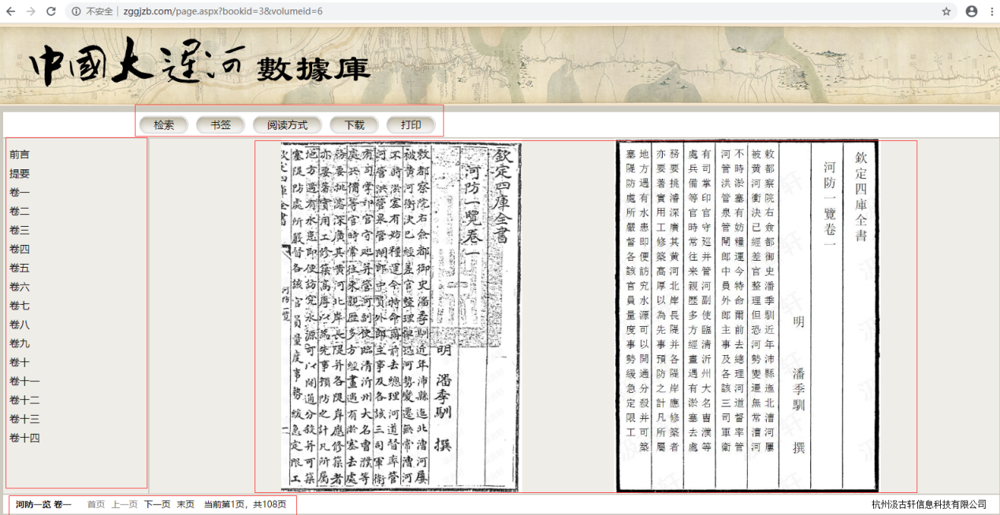 不安全 | zggjzb.com/page.aspx?bookid=3&volumeid=6
中國大運河數據庫
检索 书签 阅读方式 下载 打印
前言
提要
卷一
卷二
卷三
卷四
卷五
卷六
卷七
卷八
卷九
卷十
卷十一
卷十二
卷十三
卷十四
欽定四庫全書
河防一覽卷一
明 潘季馴 撰
敕都察院右僉都御史潘季馴近年沛縣迤北漕河屢
被黄河衝決已經差官整理但恐河勢變遷無常漕河
不時淤塞有妨糧運今特命爾前去總理河道督率管
河管洪管泉管閘郎中員外郎主事及各該三司軍衛
有司掌印官守巡并管河副使臨清沂州大名曹濮等
處兵備等官時常往来親歷多方經畫遇有淤塞去處
務要挑濬深廣其黄河北岸長隄并各隄岸應修築者
亦要著實用工修築高厚以為先事預防之計凡所屬
地方遇有水患即便訪究水源可以開通分殺并可築
塞隄防處所嚴督各該官員量度事勢緩急定限工
河防一覽
欽定四庫全書
河防一覽卷一
明 潘季馴 撰
敕都察院右僉都御史潘季馴近年沛縣迤北漕河屢
被黄河衝決已經差官整理但恐河勢變遷無常漕河
不時淤塞有妨糧運今特命爾前去總理河道督率管
河管洪管泉管閘郎中員外郎主事及各該三司軍衛
有司掌印官守巡并管河副使臨清沂州大名曹濮等
處兵備等官時常往来親歷多方經畫遇有淤塞去處
務要挑濬深廣其黄河北岸長隄并各隄岸應修築者
亦要著實用工修築高厚以為先事預防之計凡所屬
地方遇有水患即便訪究水源可以開通分殺并可築
塞隄防處所嚴督各該官員量度事勢緩急定限工
河防一览 卷一 首页 上一页 下一页 末页 当前第1页，共108页
杭州汲古轩信息科技有限公司